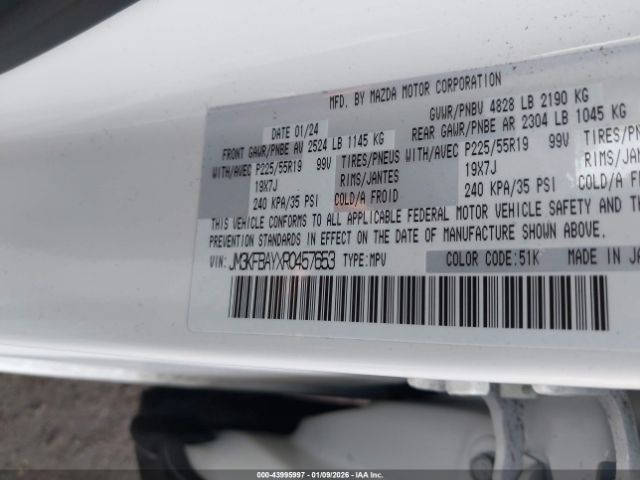 MFD. BY MAZDA MOTOR CORPORATION
DATE 01/24 GVWR/PNBV 4828 LB 2190 KG
FRONT GAWR/PNBE AV 2524 LB 1145 KG REAR GAWR/PNBE AR 2304 LB 1045 KG
WITH/AVEC P225/55R19 99V TIRES/PNEUS WITH/AVEC P225/55R19 99V TIRES/
19X7J RIMS/JANTES 19X7J RIMS/JANTES
240 KPA/35 PSI COLD/A FROID 240 KPA/35 PSI COLD/A
THIS VEHICLE CONFORMS TO ALL APPLICABLE FEDERAL MOTOR VEHICLE SAFETY AND
PREVENTION STANDARDS IN EFFECT ON THE DATE OF MANUFACTURE SHOWN ABOVE.
VIN: JM3KFBAYXR0457653 TYPE:MPV COLOR CODE:51K MADE IN JA
00-43995997 - 01/09/2026 - © IAA Inc.